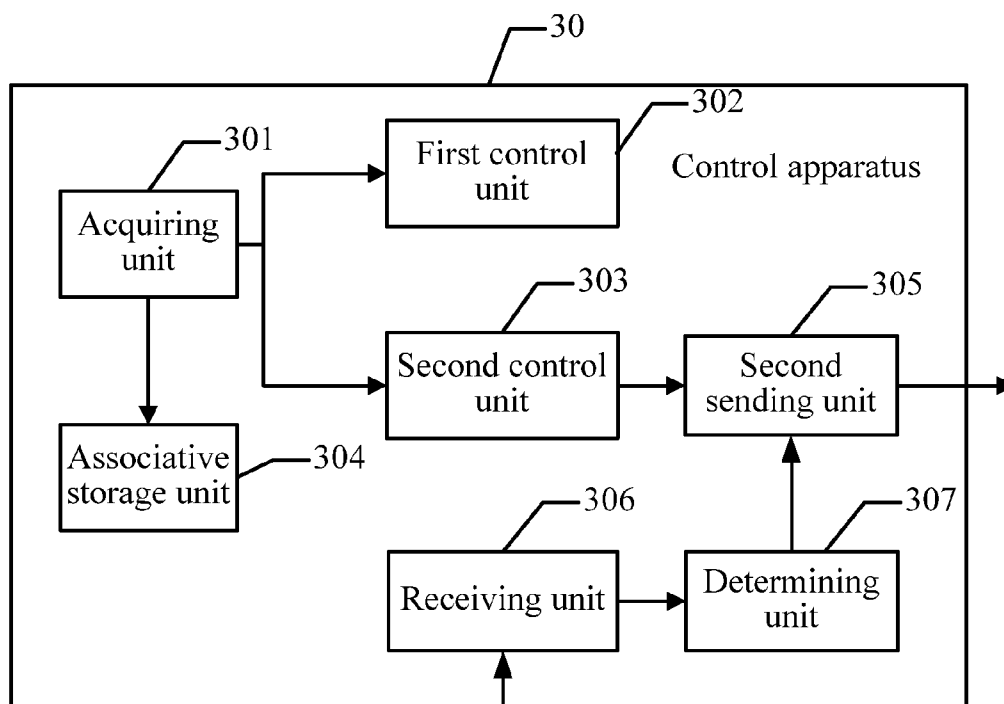 30
302
301
First control
unit
Control apparatus
Acquiring
unit
303
305
Second control
unit
Second
sending unit
Associative
storage unit
304
306
307
Receiving unit
Determining
unit